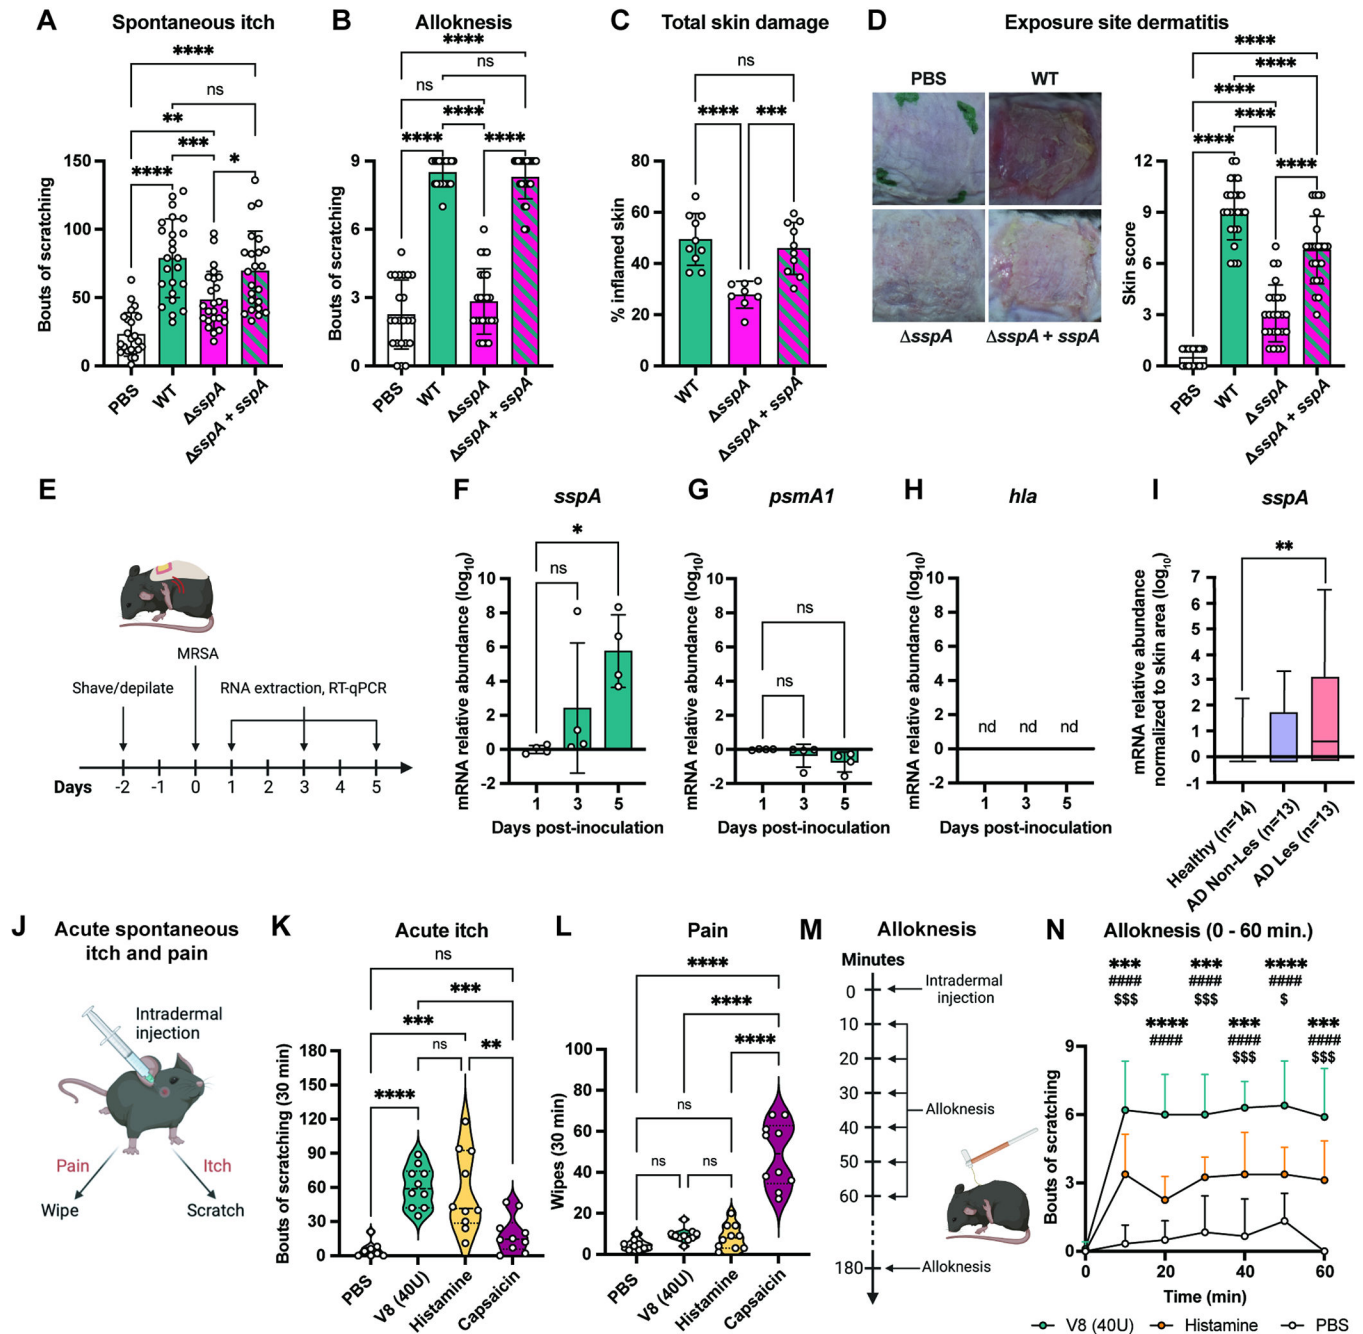 A Spontaneous itch
****
ns
**
***
*
****
Bouts of scratching
150
100
50
0
PBS
WT
ΔsspA
ΔsspA + sspA
B Alloknesis
****
ns
ns
****
****
****
Bouts of scratching
9
6
3
0
PBS
WT
ΔsspA
ΔsspA + sspA
C Total skin damage
ns
****
***
% inflamed skin
80
60
40
20
0
WT
ΔsspA
ΔsspA + sspA
D Exposure site dermatitis
PBS
WT
ΔsspA
ΔsspA + sspA
****
****
****
****
****
****
Skin score
12
9
6
3
0
PBS
WT
ΔsspA
ΔsspA + sspA
E
MRSA
Shave/depilate
RNA extraction, RT-qPCR
Days -2 -1 0 1 2 3 4 5
F sspA
*
ns
mRNA relative abundance (log10)
10
8
6
4
2
0
-2
1 3 5
Days post-inoculation
G psmA1
ns
ns
mRNA relative abundance (log10)
10
8
6
4
2
0
-2
1 3 5
Days post-inoculation
H hla
mRNA relative abundance (log10)
10
8
6
4
2
0
-2
nd nd nd
1 3 5
Days post-inoculation
I sspA
**
mRNA relative abundance
normalized to skin area (log10)
7
6
5
4
3
2
1
0
-1
Healthy (n=14)
AD Non-Les (n=13)
AD Les (n=13)
J Acute spontaneous
itch and pain
Intradermal
injection
Pain
Itch
Wipe
Scratch
K Acute itch
ns
***
***
ns
**
****
Bouts of scratching (30 min)
180
150
120
90
60
30
0
PBS
V8 (40U)
Histamine
Capsaicin
L Pain
****
****
****
ns
ns
ns
Wipes (30 min)
100
80
60
40
20
0
PBS
V8 (40U)
Histamine
Capsaicin
M Alloknesis
Minutes
0
Intradermal
injection
10
20
30
Alloknesis
40
50
60
180
Alloknesis
N Alloknesis (0 - 60 min.)
*** *** ****
#### #### ####
$$$ $$$ $
**** *** ***
#### #### ####
$$$ $$$
Bouts of scratching
9
6
3
0
0 20 40 60
Time (min)
V8 (40U) Histamine PBS